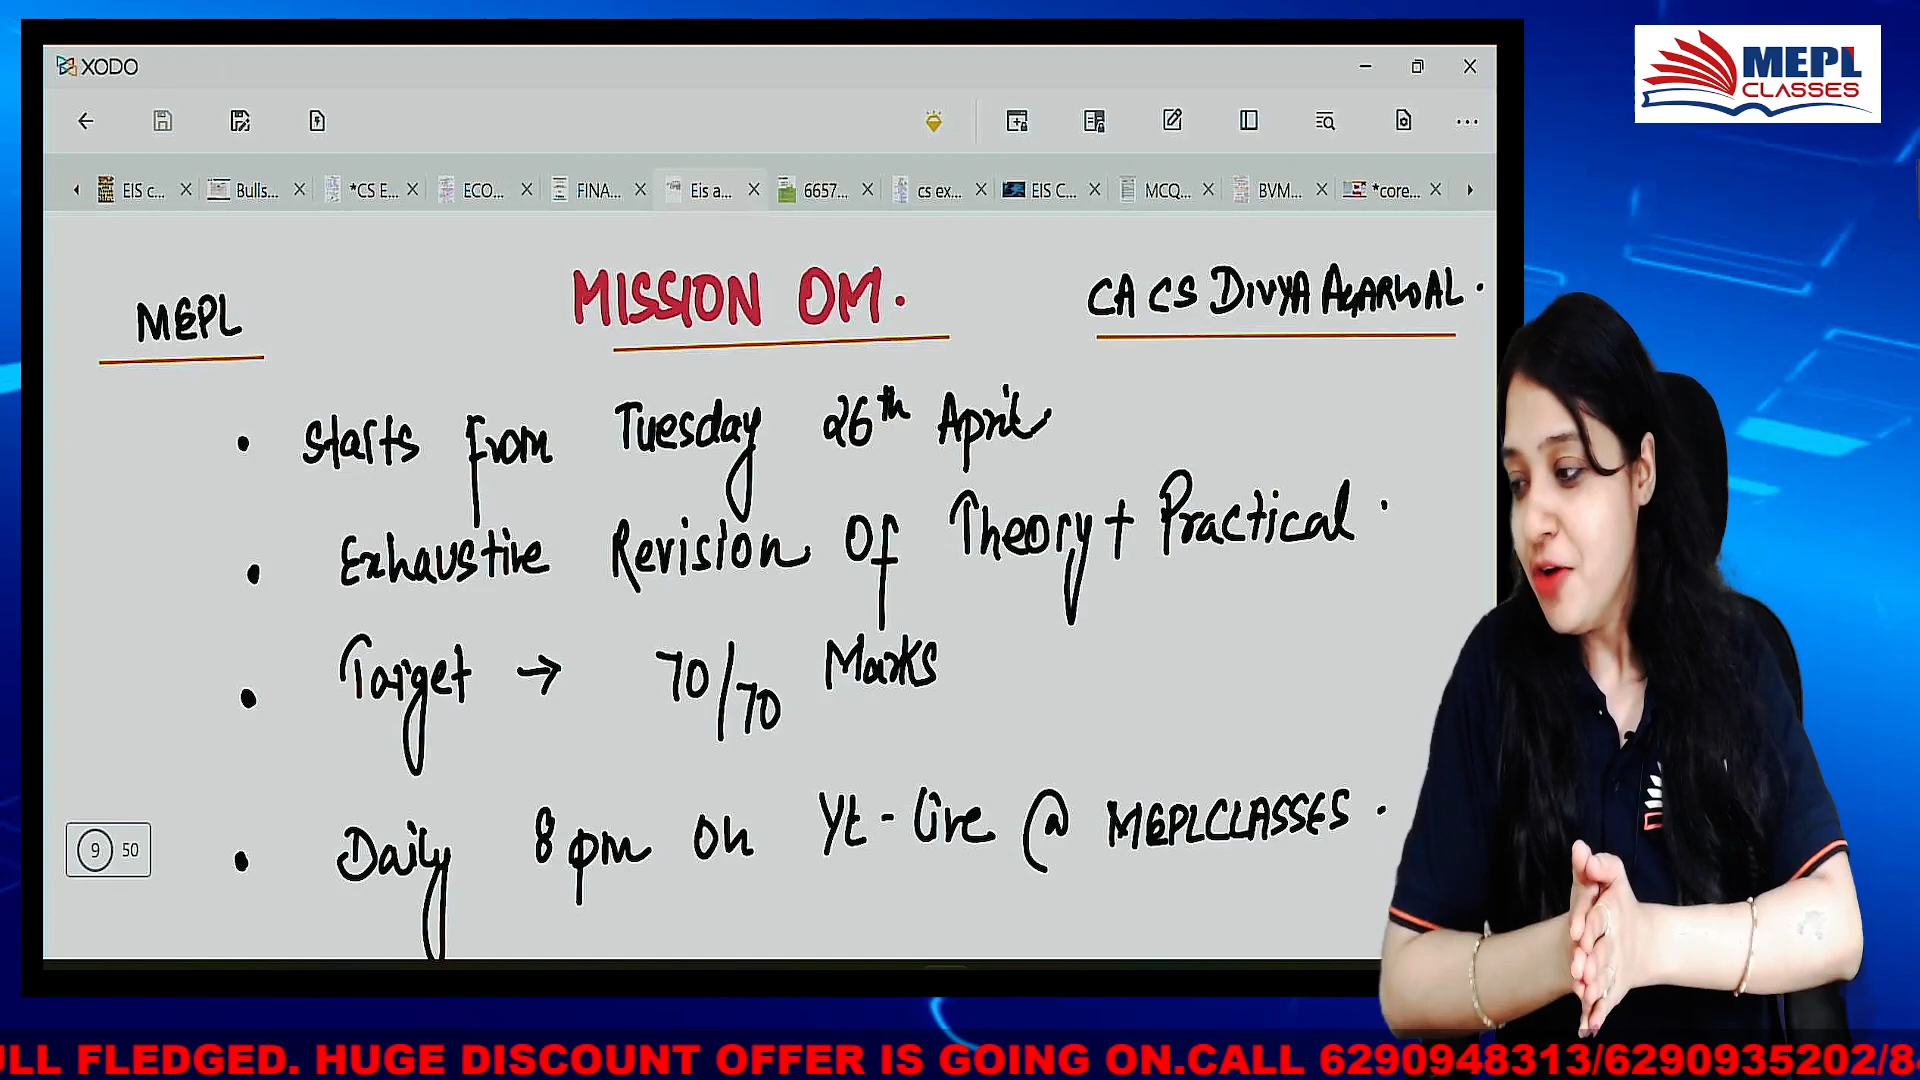 XODO
MEPL
CLASSES
EIS c...
Bulls...
*CS E...
ECO...
FINA...
Eis a...
6657...
cs ex...
EIS C...
MCQ...
BVM...
*core...
MEPL
MISSION OM.
CA CS DIVYA AGARWAL.
• Starts from Tuesday 26th April
• Exhaustive Revision Of Theory + Practical.
• Target → 70/70 Marks
• Daily 8 pm on Yt - Live @ MEPLCLASSES.
9 50
ULL FLEDGED. HUGE DISCOUNT OFFER IS GOING ON.CALL 6290948313/6290935202/8